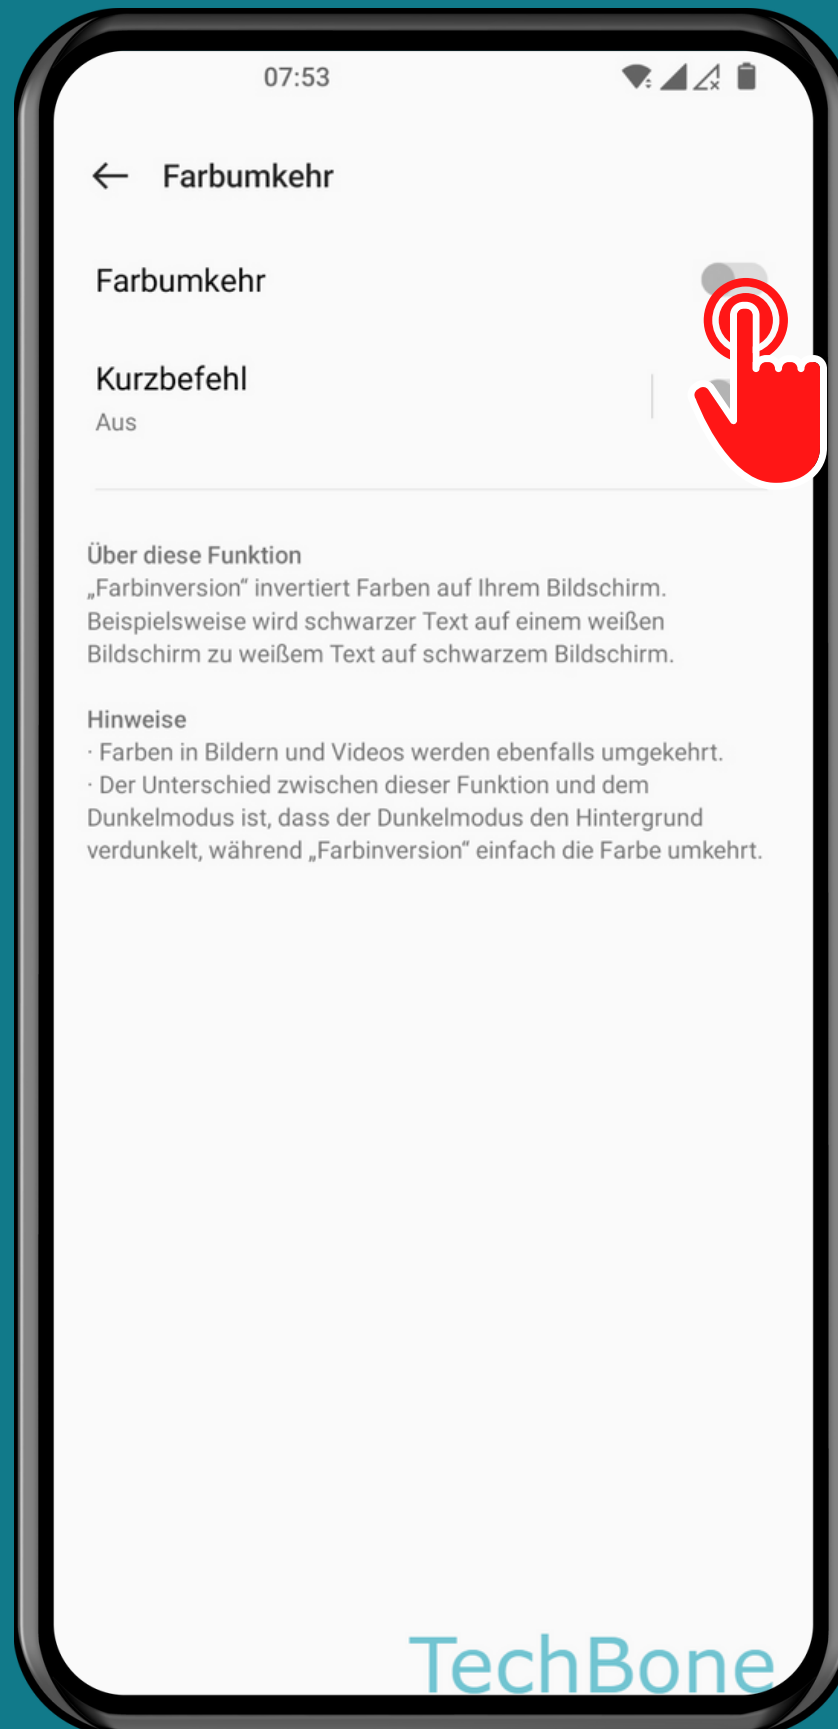 07:53
Farbumkehr
Farbumkehr
Kurzbefehl
Aus
Über diese Funktion
„Farbinversion“ invertiert Farben auf Ihrem Bildschirm.
Beispielsweise wird schwarzer Text auf einem weißen
Bildschirm zu weißem Text auf schwarzem Bildschirm.
Hinweise
· Farben in Bildern und Videos werden ebenfalls umgekehrt.
· Der Unterschied zwischen dieser Funktion und dem
Dunkelmodus ist, dass der Dunkelmodus den Hintergrund
verdunkelt, während „Farbinversion“ einfach die Farbe umkehrt.
TechBone